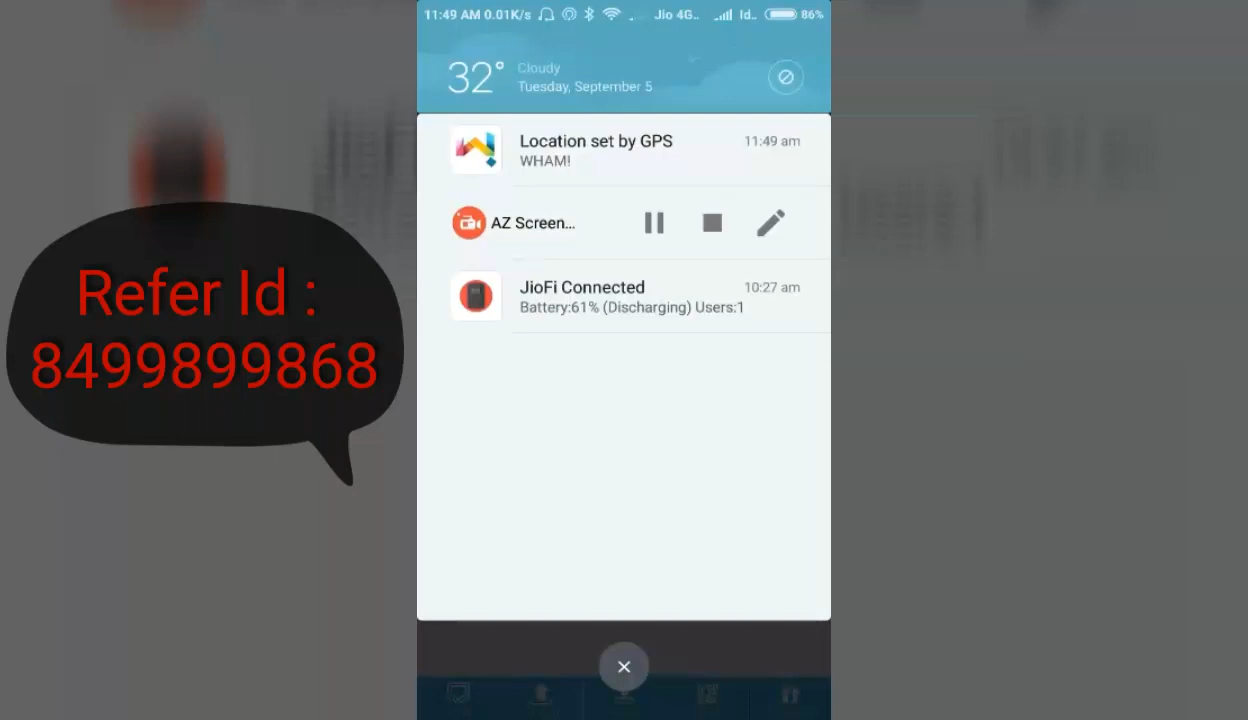 11:49 AM 0.01K/s Jio 4G.. Id.. 86%
32° Cloudy
Tuesday, September 5
Location set by GPS 11:49 am
WHAM!
AZ Screen...
JioFi Connected 10:27 am
Battery:61% (Discharging) Users:1
Refer Id :
8499899868